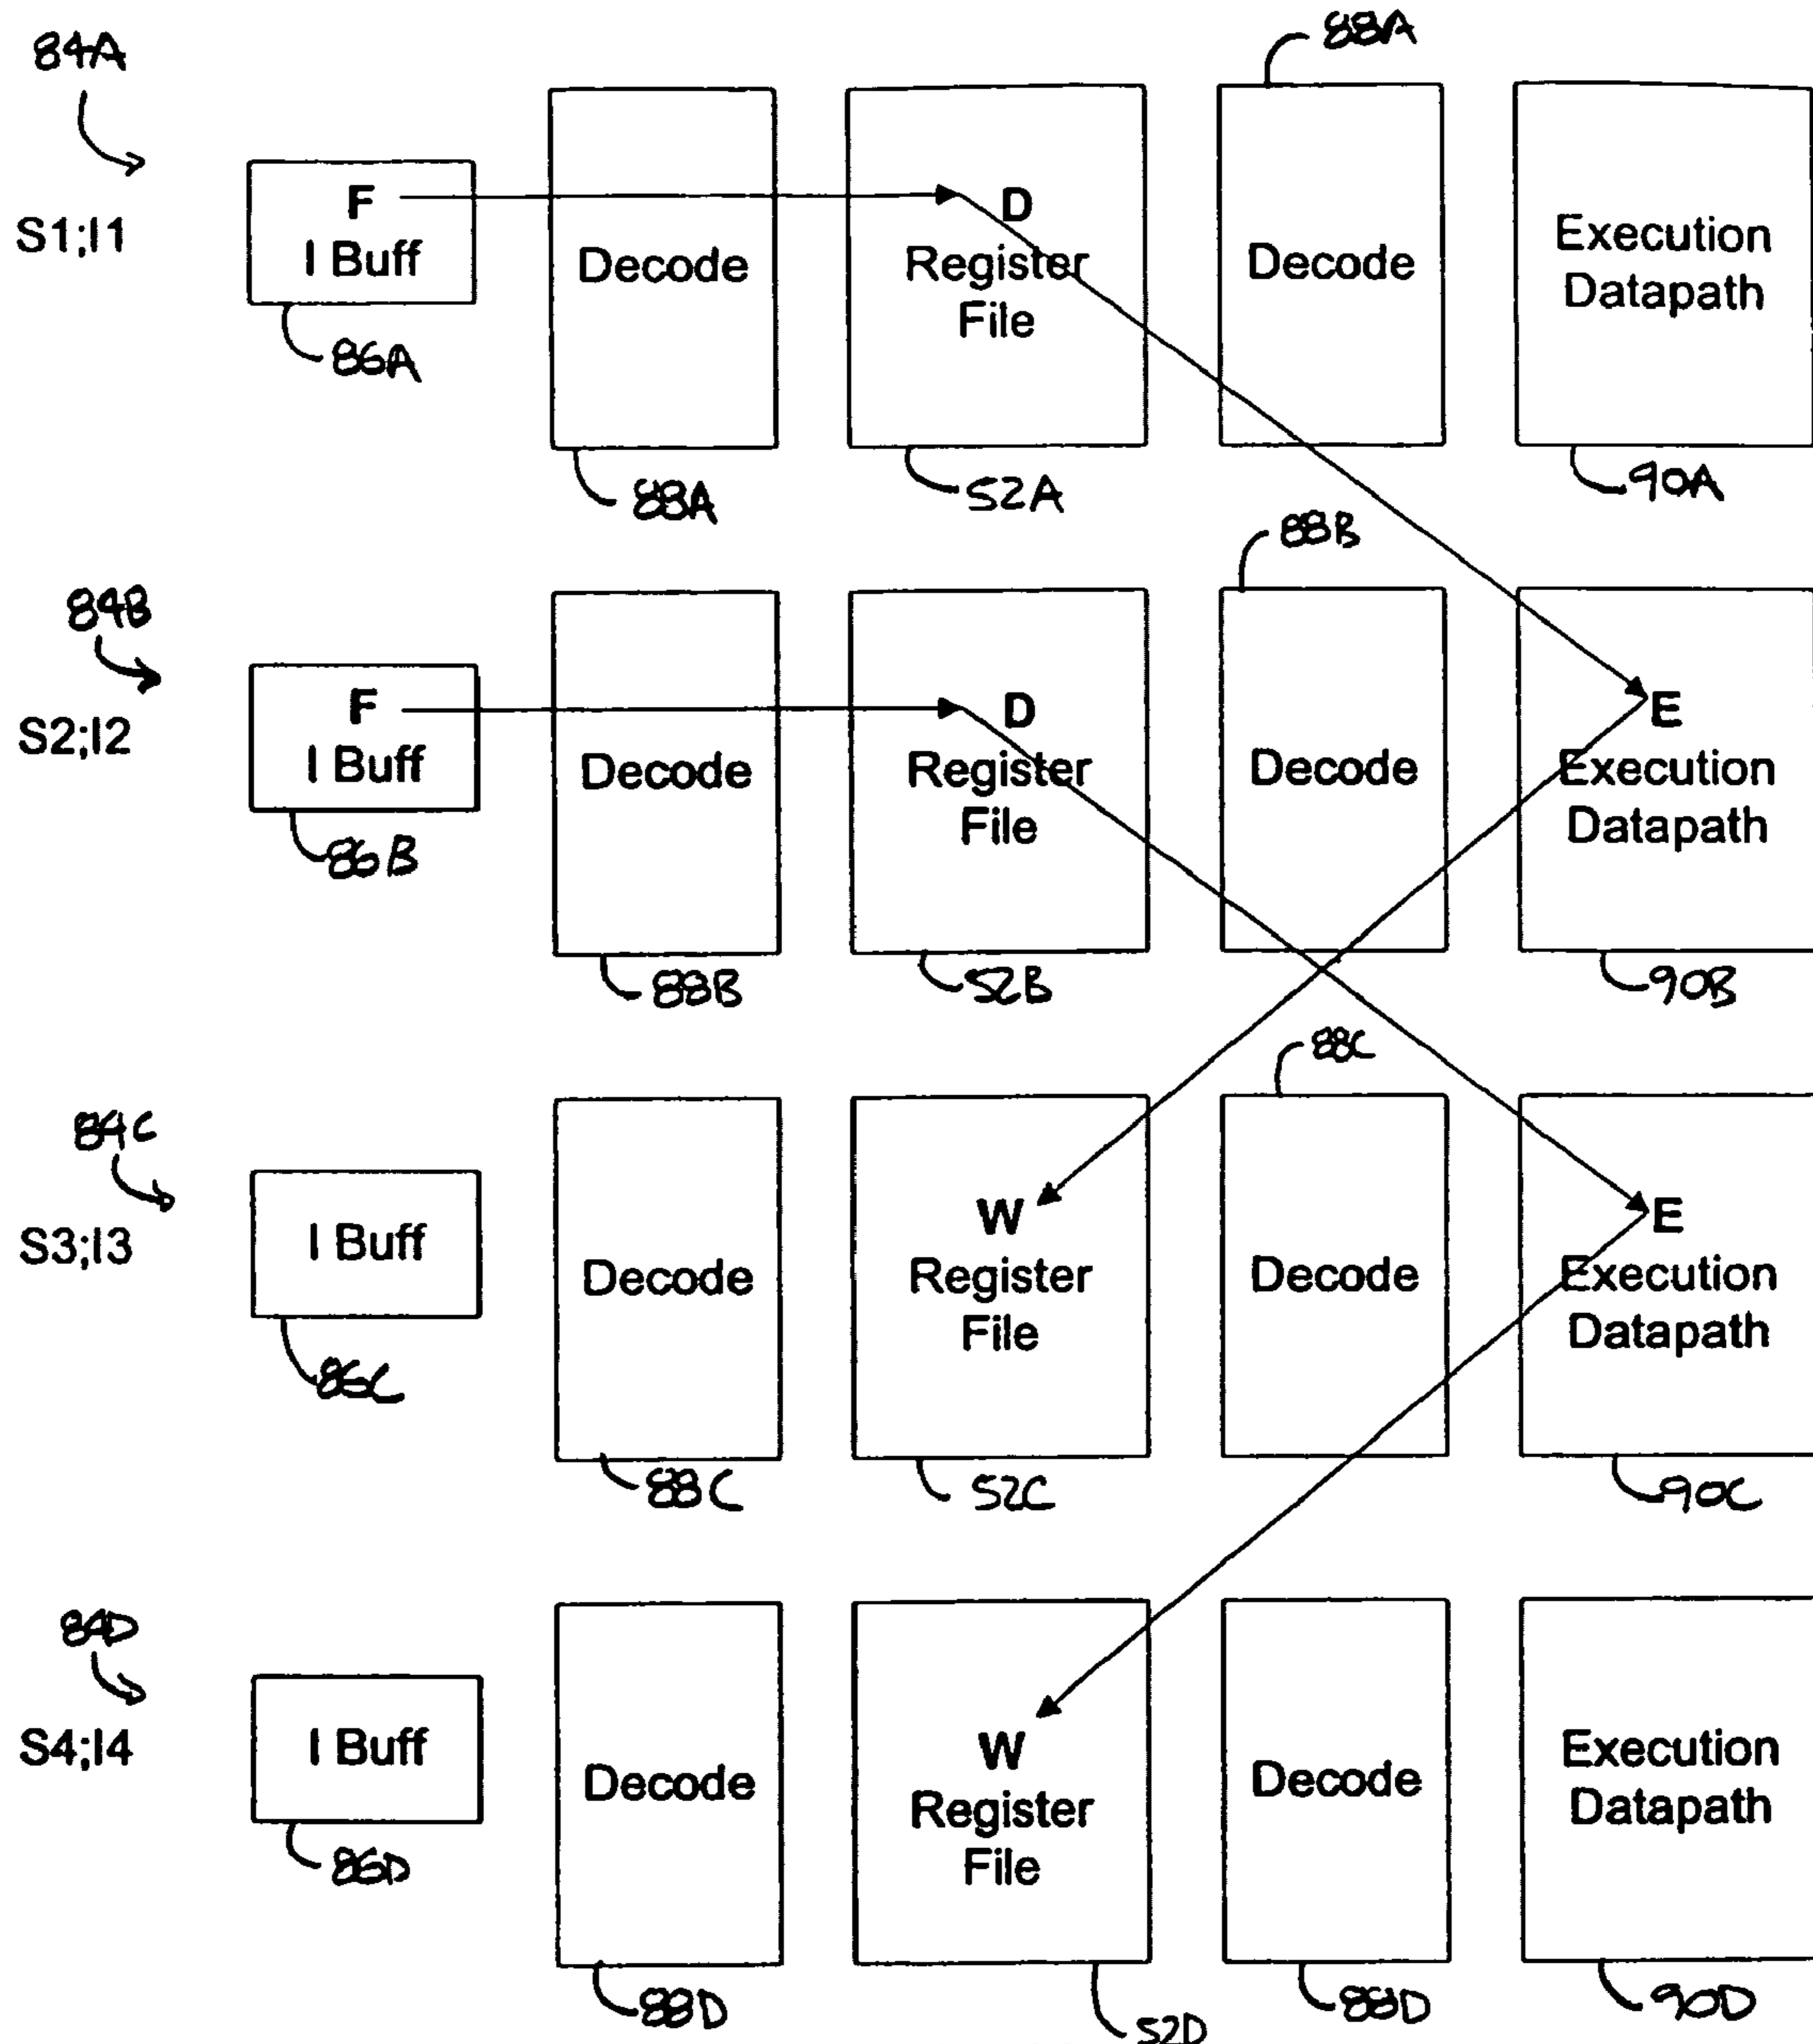 84A
88A
S1;I1
F
I Buff
Decode
D
Register
File
Decode
Execution
Datapath
86A
88A
52A
90A
84B
88B
S2;I2
F
I Buff
Decode
D
Register
File
Decode
E
Execution
Datapath
86B
88B
52B
90B
84C
88C
S3;I3
I Buff
Decode
W
Register
File
Decode
E
Execution
Datapath
86C
88C
52C
90C
84D
S4;I4
I Buff
Decode
W
Register
File
Decode
Execution
Datapath
86D
88D
52D
88D
90D